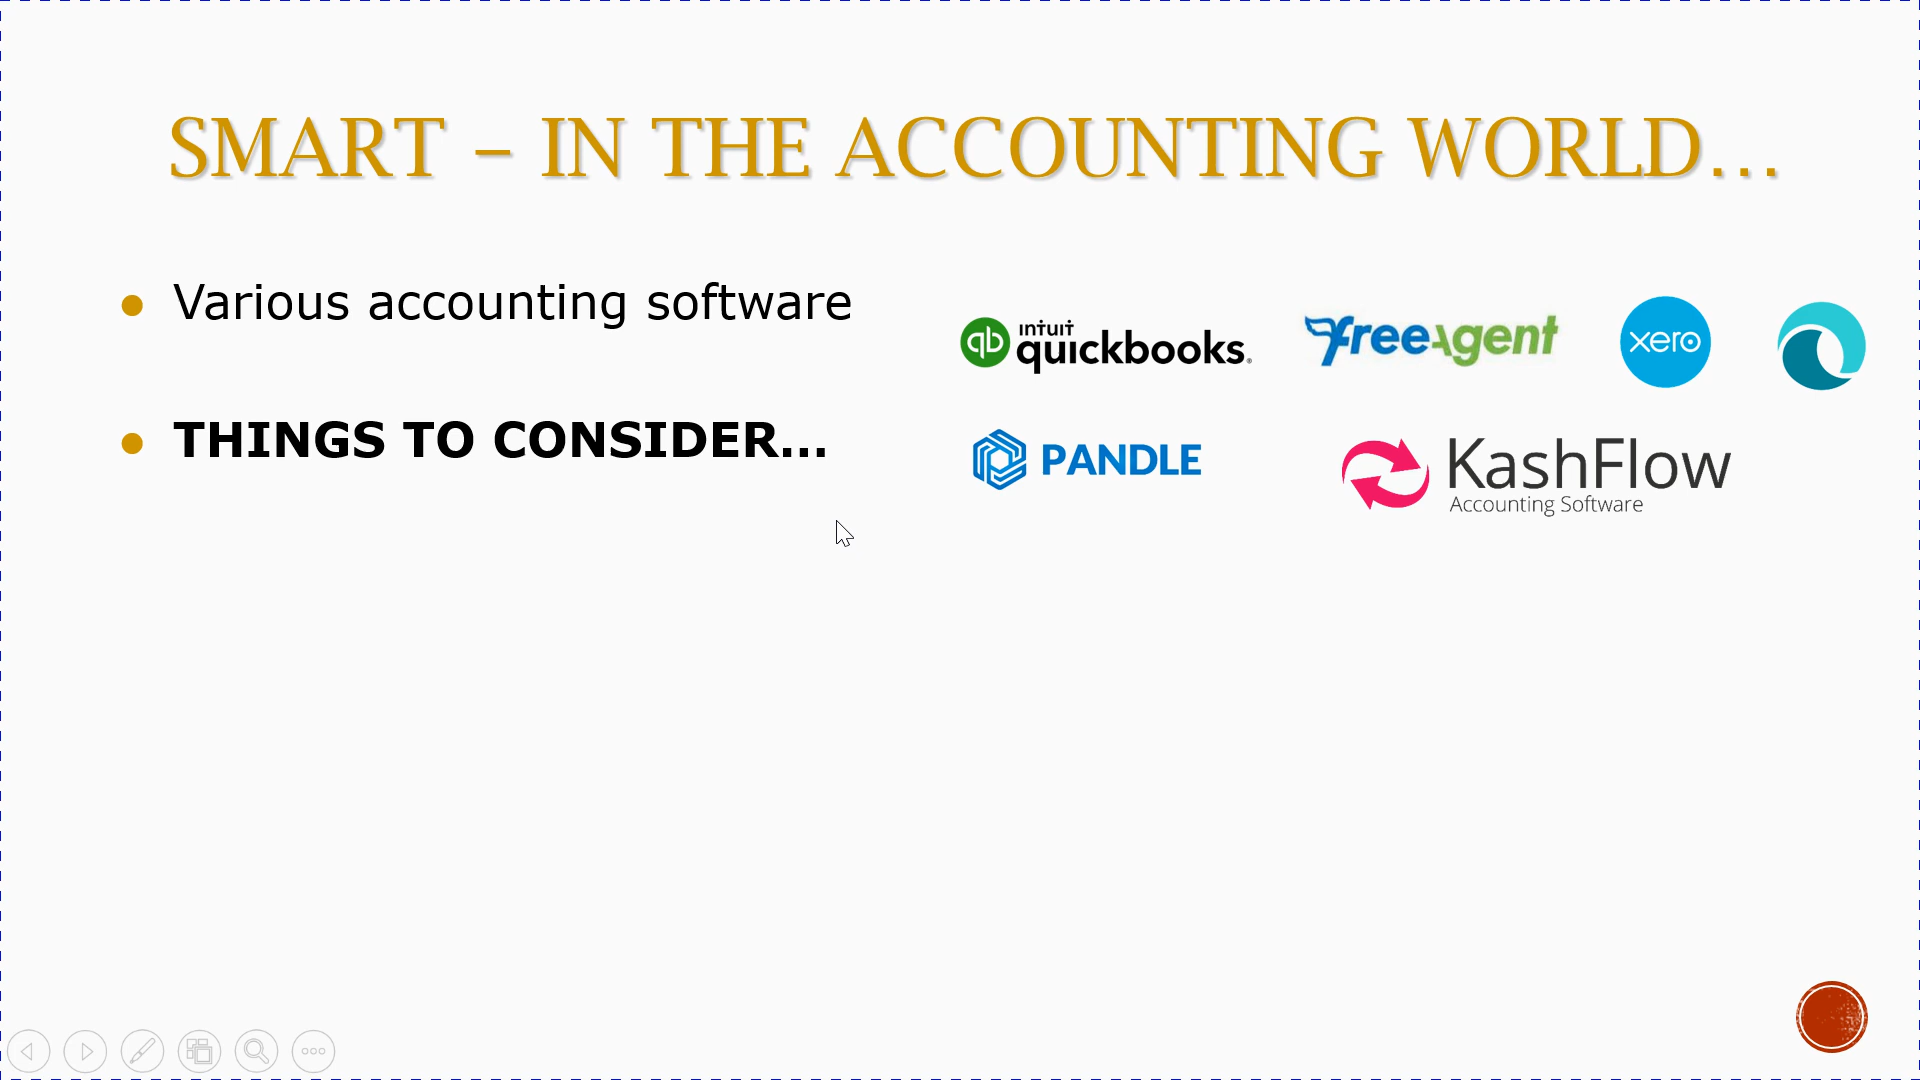 SMART – IN THE ACCOUNTING WORLD...
Various accounting software
THINGS TO CONSIDER...
qb intuit quickbooks.
freeAgent
xero
PANDLE
KashFlow
Accounting Software